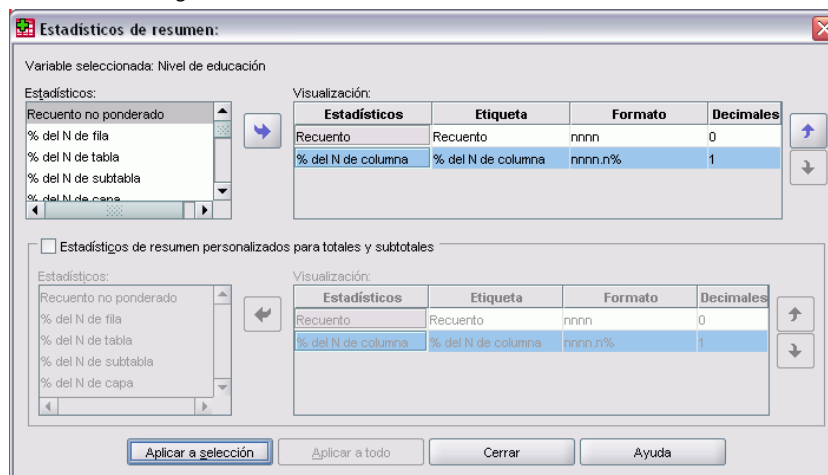 Estadísticos de resumen:
Variable seleccionada: Nivel de educación
Estadísticos:
Recuento no ponderado
% del N de fila
% del N de tabla
% del N de subtabla
% del N de capa
Visualización:
Estadísticos Etiqueta Formato Decimales
Recuento Recuento nnnn 0
% del N de columna % del N de columna nnnn.n% 1
Estadísticos de resumen personalizados para totales y subtotales
Estadísticos:
Recuento no ponderado
% del N de fila
% del N de tabla
% del N de subtabla
% del N de capa
Visualización:
Estadísticos Etiqueta Formato Decimales
Recuento Recuento nnnn 0
% del N de columna % del N de columna nnnn.n% 1
Aplicar a selección Aplicar a todo Cerrar Ayuda